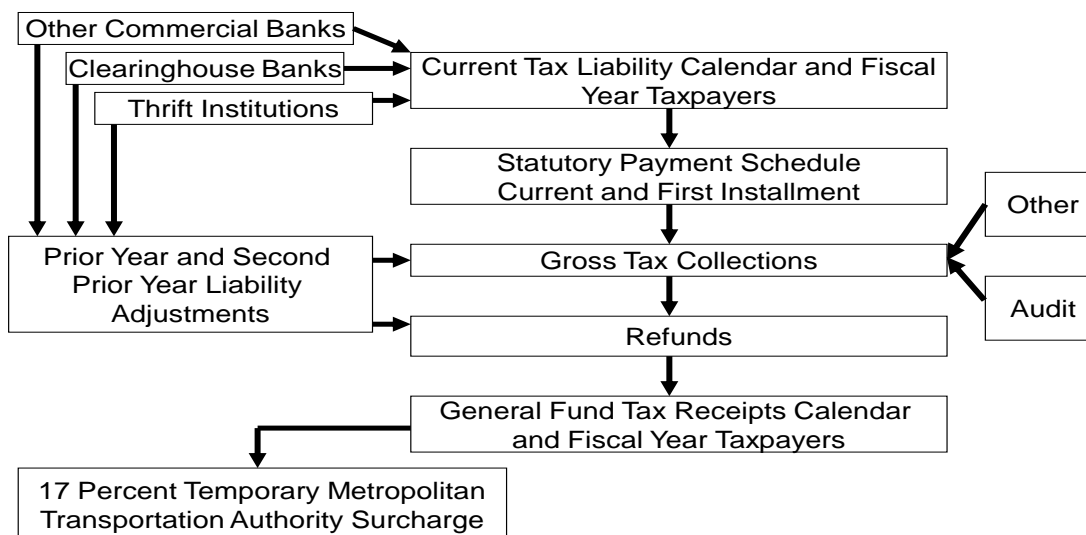 Other Commercial Banks
Clearinghouse Banks
Thrift Institutions
Current Tax Liability Calendar and Fiscal
Year Taxpayers
Statutory Payment Schedule
Current and First Installment
Other
Prior Year and Second
Prior Year Liability
Adjustments
Gross Tax Collections
Audit
Refunds
General Fund Tax Receipts Calendar
and Fiscal Year Taxpayers
17 Percent Temporary Metropolitan
Transportation Authority Surcharge